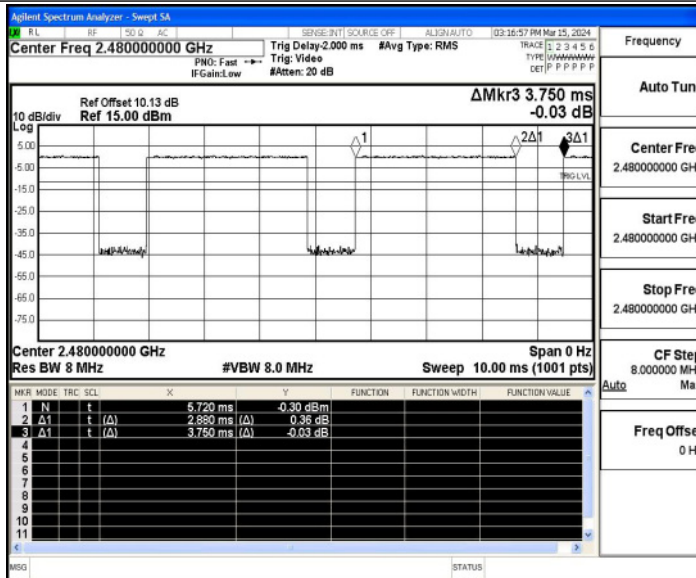 Agilent Spectrum Analyzer - Swept SA
RL RF 50 Ω AC SENSE:INT SOURCE OFF ALIGN AUTO 03:16:57 PM Mar 15, 2024
Center Freq 2.480000000 GHz
PNO: Fast
IFGain:Low
Trig Delay-2.000 ms #Avg Type: RMS
Trig: Video
#Atten: 20 dB
TRACE 1 2 3 4 5 6
TYPE WWWWWW
DET P P P P P P
Frequency
Auto Tun
Center Fre
2.480000000 GH
Start Fre
2.480000000 GH
Stop Fre
2.480000000 GH
CF Step
8.000000 MH
Auto Ma
Freq Offse
0 H
ΔMkr3 3.750 ms
-0.03 dB
Ref Offset 10.13 dB
10 dB/div Ref 15.00 dBm
Log
1
2Δ1
3Δ1
TRIG LVL
5.00
-5.00
-15.0
-25.0
-35.0
-45.0
-55.0
-65.0
-75.0
Center 2.480000000 GHz Span 0 Hz
Res BW 8 MHz #VBW 8.0 MHz Sweep 10.00 ms (1001 pts)
MKR MODE TRC SCL X Y FUNCTION FUNCTION WIDTH FUNCTION VALUE
1 N t 5.720 ms -0.30 dBm
2 Δ1 t (Δ) 2.880 ms (Δ) 0.36 dB
3 Δ1 t (Δ) 3.750 ms (Δ) -0.03 dB
4
5
6
7
8
9
10
11
MSG STATUS